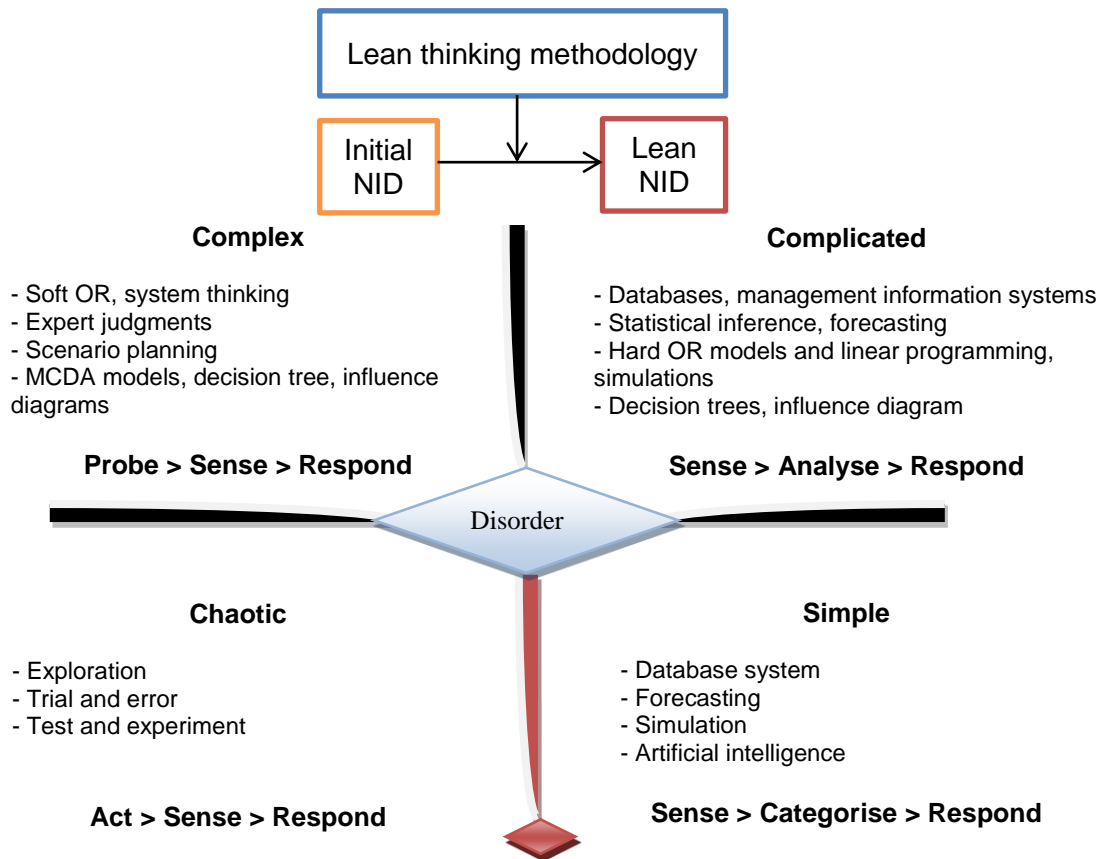 Lean thinking methodology
Initial
NID
Lean
NID
Complex
- Soft OR, system thinking
- Expert judgments
- Scenario planning
- MCDA models, decision tree, influence
diagrams
Probe > Sense > Respond
Complicated
- Databases, management information systems
- Statistical inference, forecasting
- Hard OR models and linear programming,
simulations
- Decision trees, influence diagram
Sense > Analyse > Respond
Disorder
Chaotic
- Exploration
- Trial and error
- Test and experiment
Act > Sense > Respond
Simple
- Database system
- Forecasting
- Simulation
- Artificial intelligence
Sense > Categorise > Respond